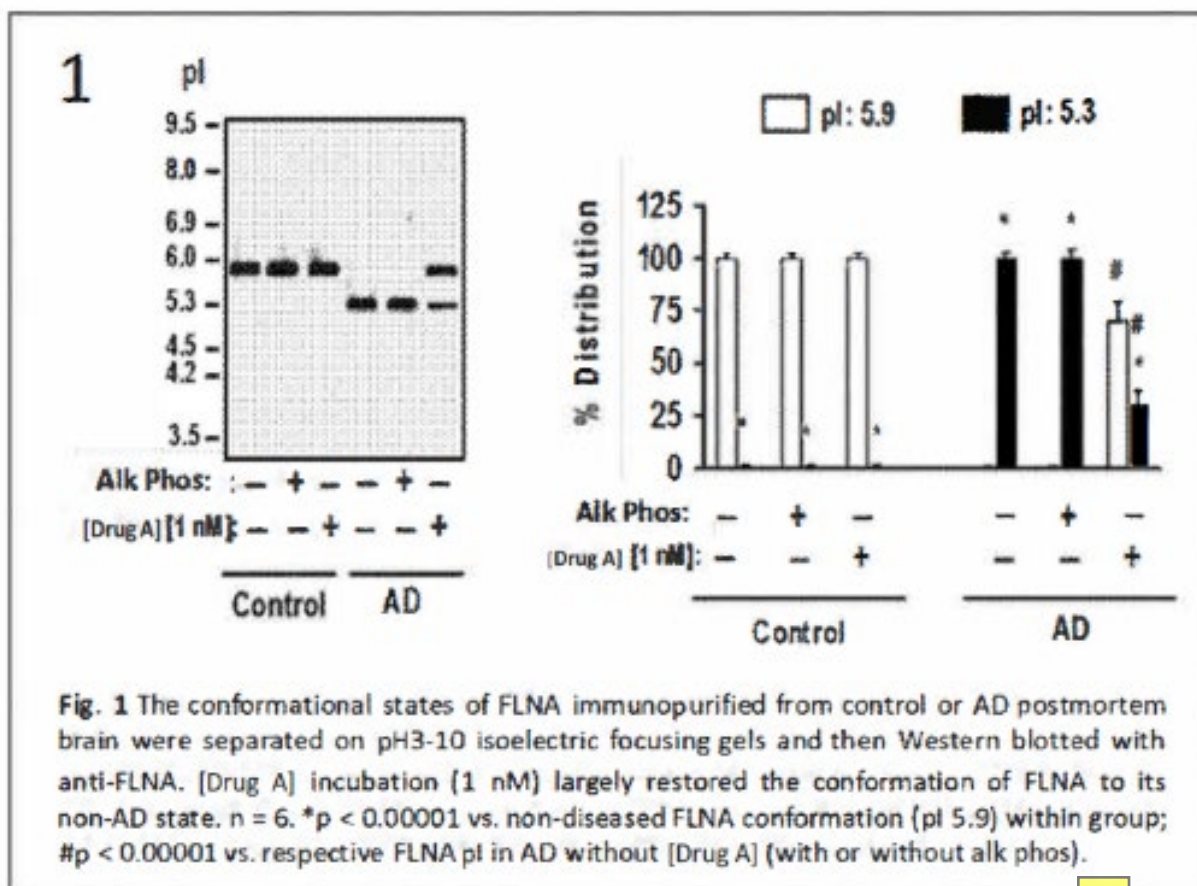 1
pI
9.5
8.0
6.9
6.0
5.3
4.5
4.2
3.5
Alk Phos: : – + – – + –
[Drug A] [1 nM]: – – + – – +
Control AD
pI: 5.9 pI: 5.3
% Distribution
125
100
75
50
25
0
* * * * * # # *
Alk Phos: – + – – + –
[Drug A] [1 nM]: – – + – – +
Control AD
Fig. 1 The conformational states of FLNA immunopurified from control or AD postmortem
brain were separated on pH3-10 isoelectric focusing gels and then Western blotted with
anti-FLNA. [Drug A] incubation (1 nM) largely restored the conformation of FLNA to its
non-AD state. n = 6. *p < 0.00001 vs. non-diseased FLNA conformation (pI 5.9) within group;
#p < 0.00001 vs. respective FLNA pI in AD without [Drug A] (with or without alk phos).